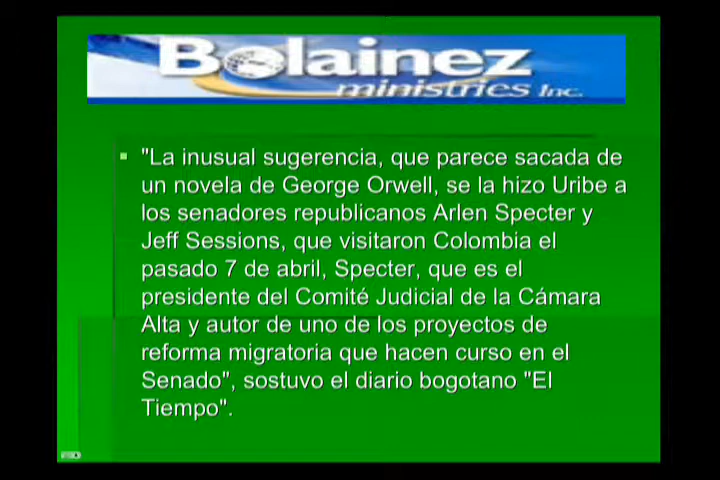 Bolainez
ministries Inc.
"La inusual sugerencia, que parece sacada de
un novela de George Orwell, se la hizo Uribe a
los senadores republicanos Arlen Specter y
Jeff Sessions, que visitaron Colombia el
pasado 7 de abril, Specter, que es el
presidente del Comité Judicial de la Cámara
Alta y autor de uno de los proyectos de
reforma migratoria que hacen curso en el
Senado", sostuvo el diario bogotano "El
Tiempo".